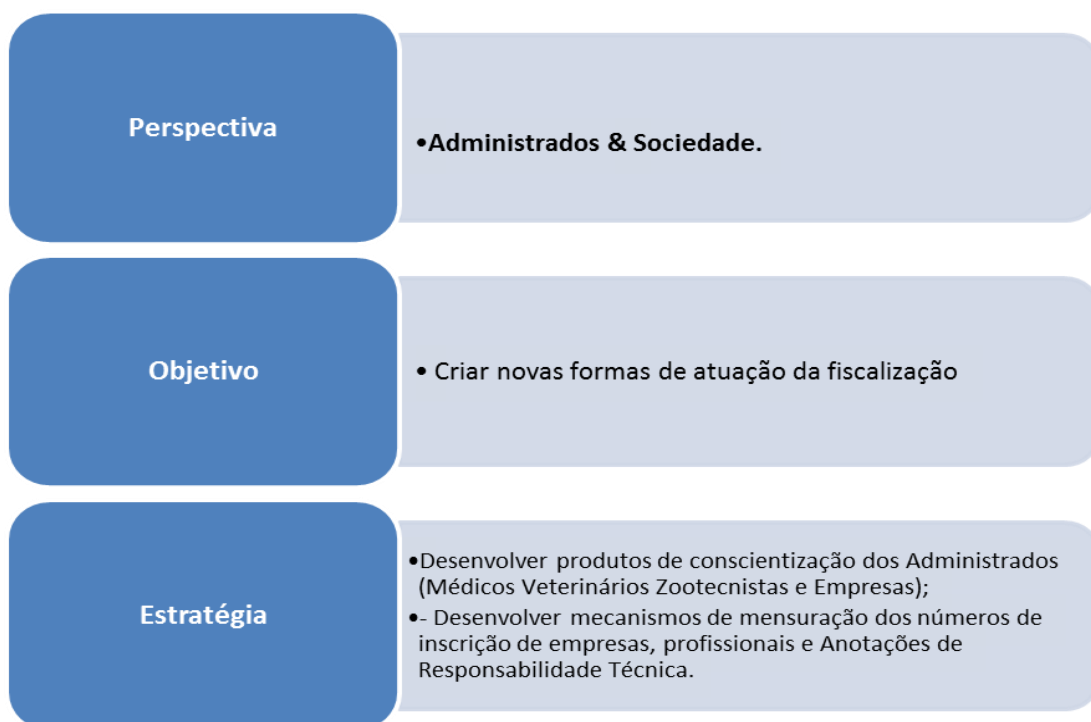 Perspectiva
•Administrados & Sociedade.
Objetivo
• Criar novas formas de atuação da fiscalização
Estratégia
•Desenvolver produtos de conscientização dos Administrados
(Médicos Veterinários Zootecnistas e Empresas);
•- Desenvolver mecanismos de mensuração dos números de
inscrição de empresas, profissionais e Anotações de
Responsabilidade Técnica.